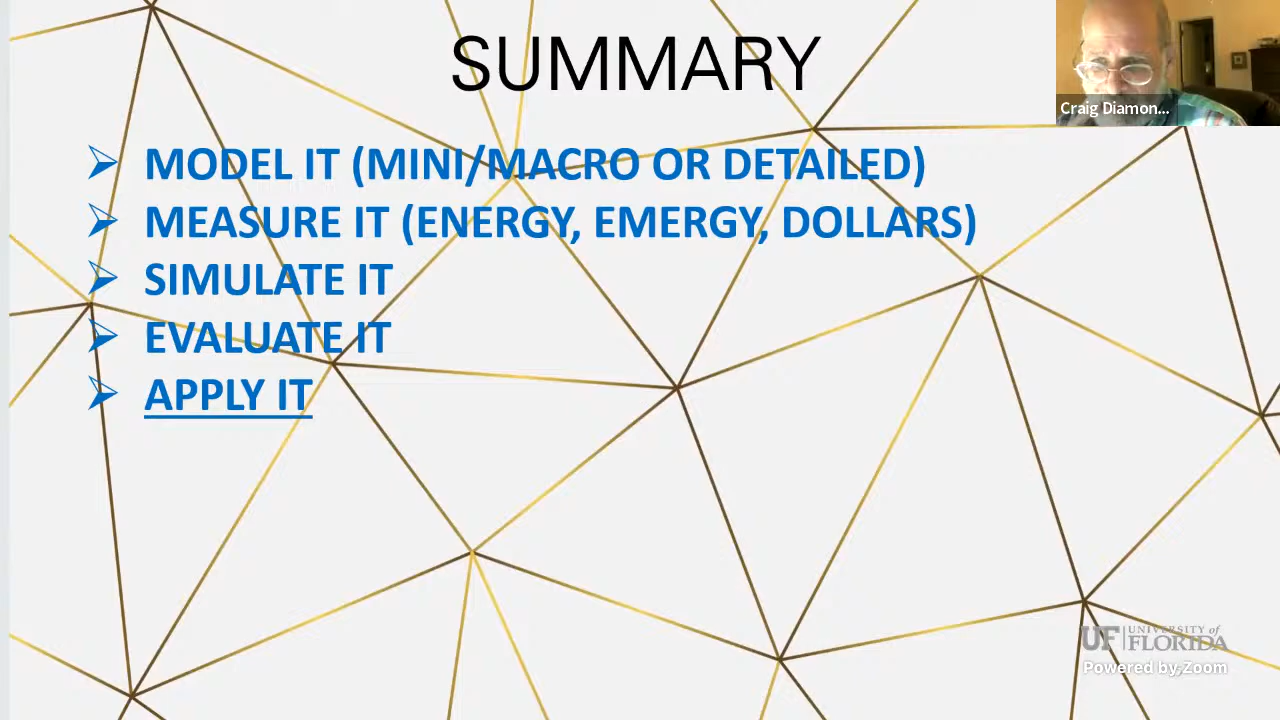 SUMMARY
Craig Diamon...
MODEL IT (MINI/MACRO OR DETAILED)
MEASURE IT (ENERGY, EMERGY, DOLLARS)
SIMULATE IT
EVALUATE IT
APPLY IT
UF UNIVERSITY of
FLORIDA
Powered by Zoom